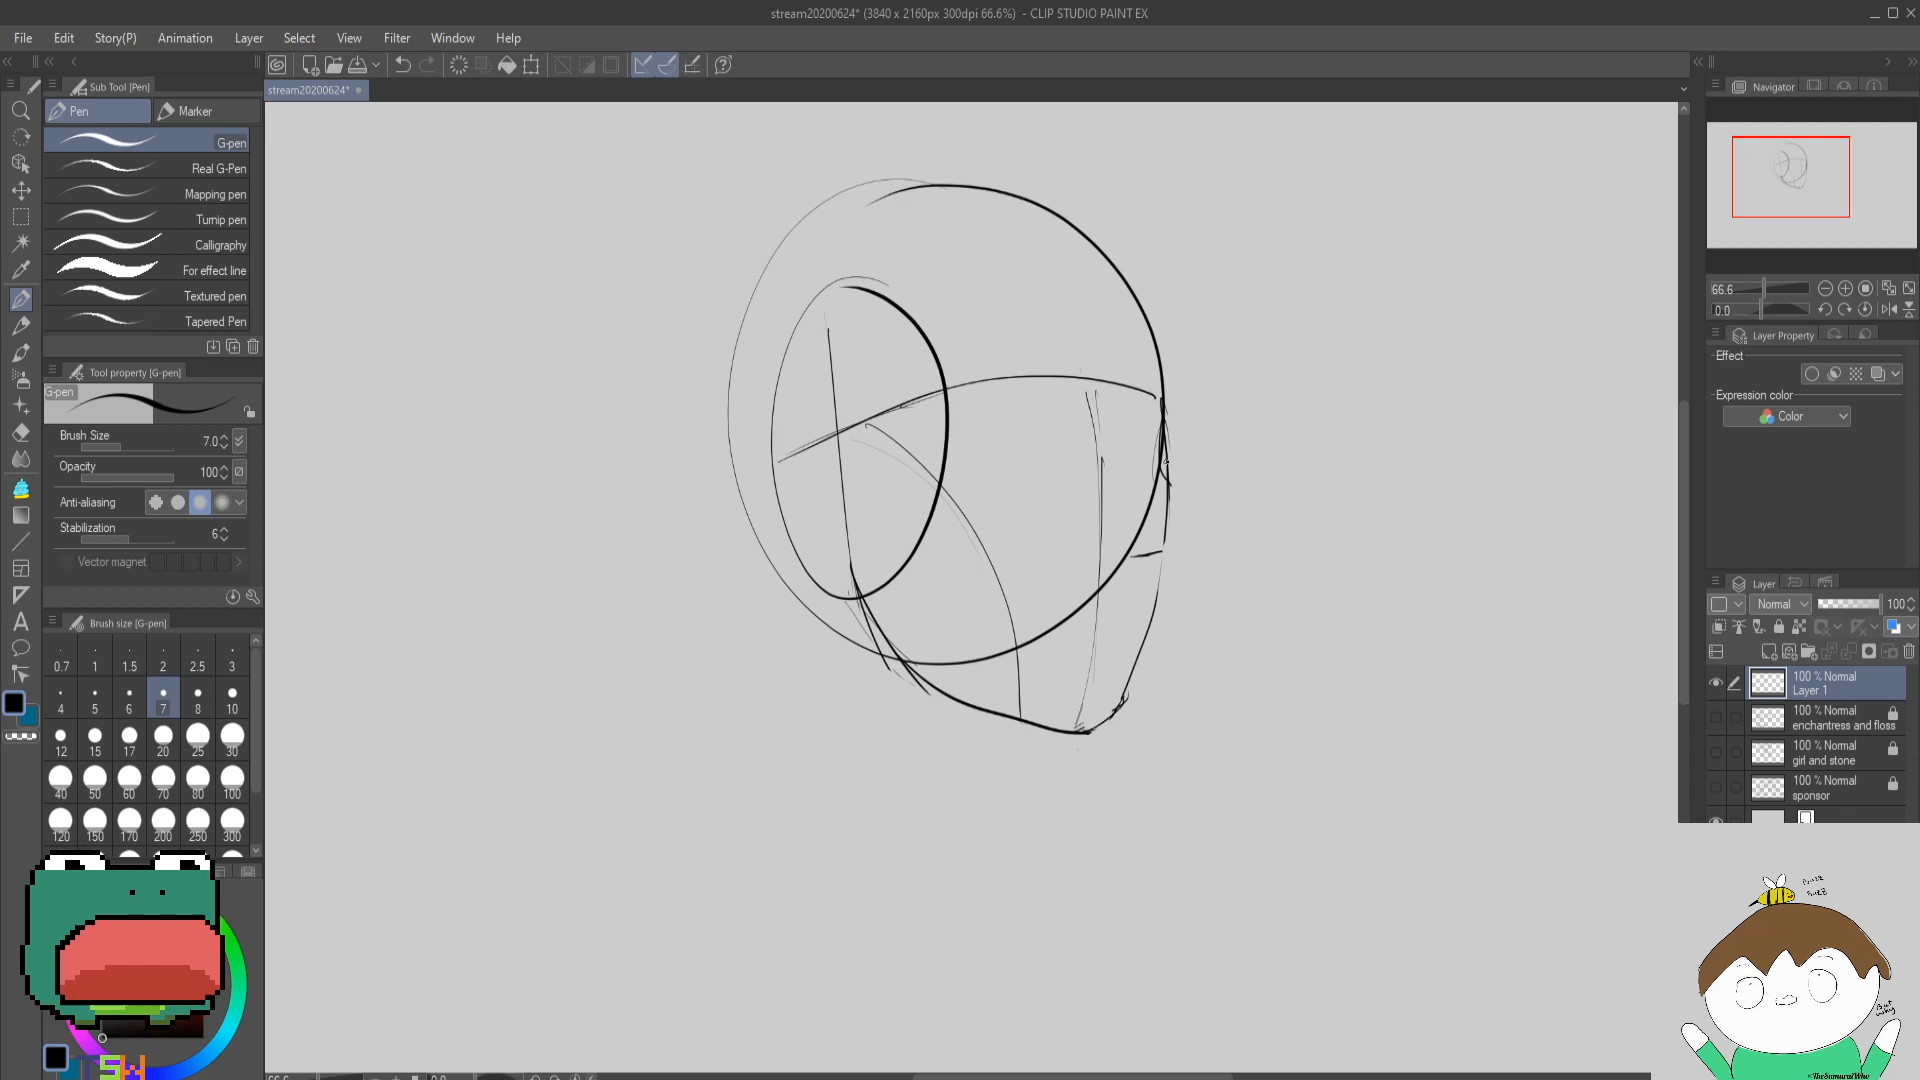 stream20200624* (3840 x 2160px 300dpi 66.6%) - CLIP STUDIO PAINT EX
File Edit Story(P) Animation Layer Select View Filter Window Help
Sub Tool [Pen]
stream20200624*
Pen Marker
G-pen
Real G-Pen
Mapping pen
Turnip pen
Calligraphy
For effect line
Textured pen
Tapered Pen
Tool property [G-pen]
G-pen
Brush Size 7.0
Opacity 100
Anti-aliasing
Stabilization 6
Vector magnet
Brush size [G-pen]
0.7 1 1.5 2 2.5 3
4 5 6 7 8 10
12 15 17 20 25 30
40 50 60 70 80 100
120 150 170 200 250 300
SW
Navigator
66.6
0.0
Layer Property
Effect
Expression color
Color
Layer
Normal 100
100 % Normal
Layer 1
100 % Normal
enchantress and floss
100 % Normal
girl and stone
100 % Normal
sponsor
Buzz
Buzz
But
why
©TheSamuraiWho